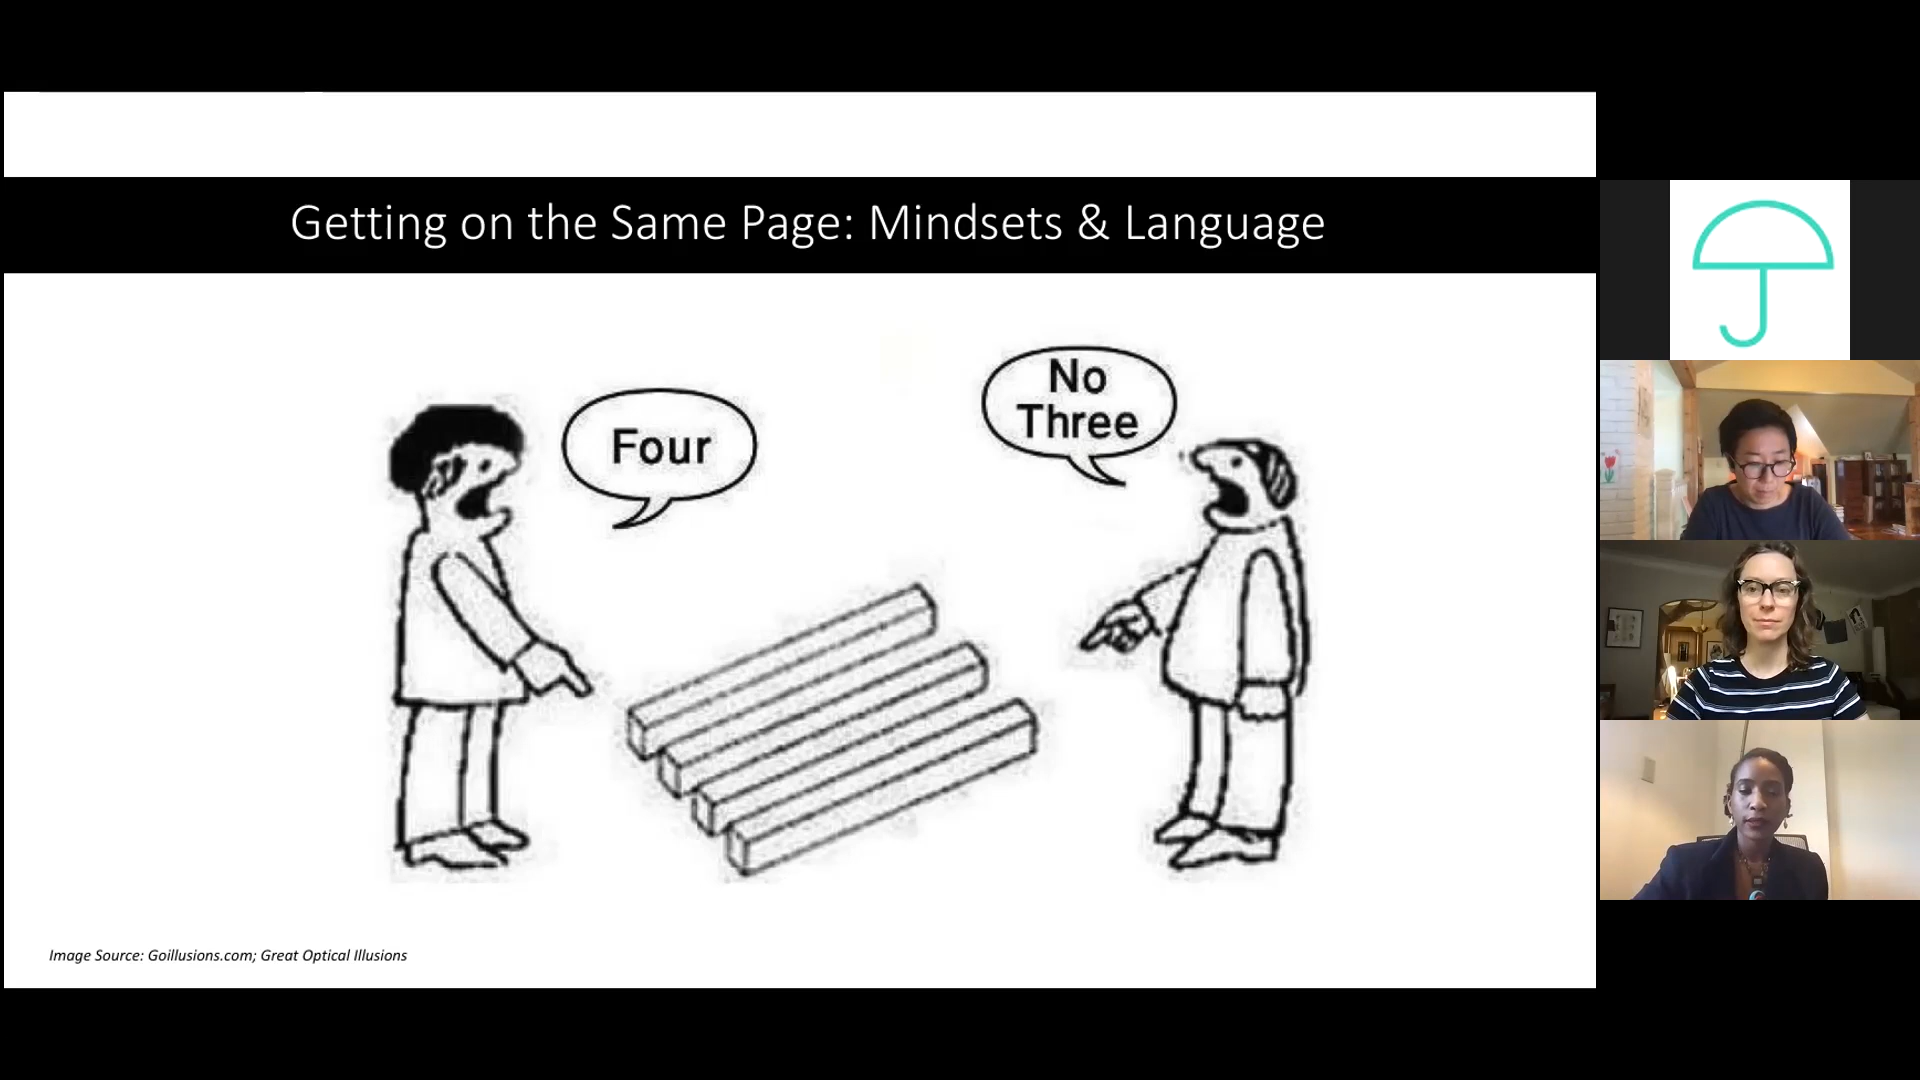 Getting on the Same Page: Mindsets & Language
Four
No
Three
Image Source: Goillusions.com; Great Optical Illusions